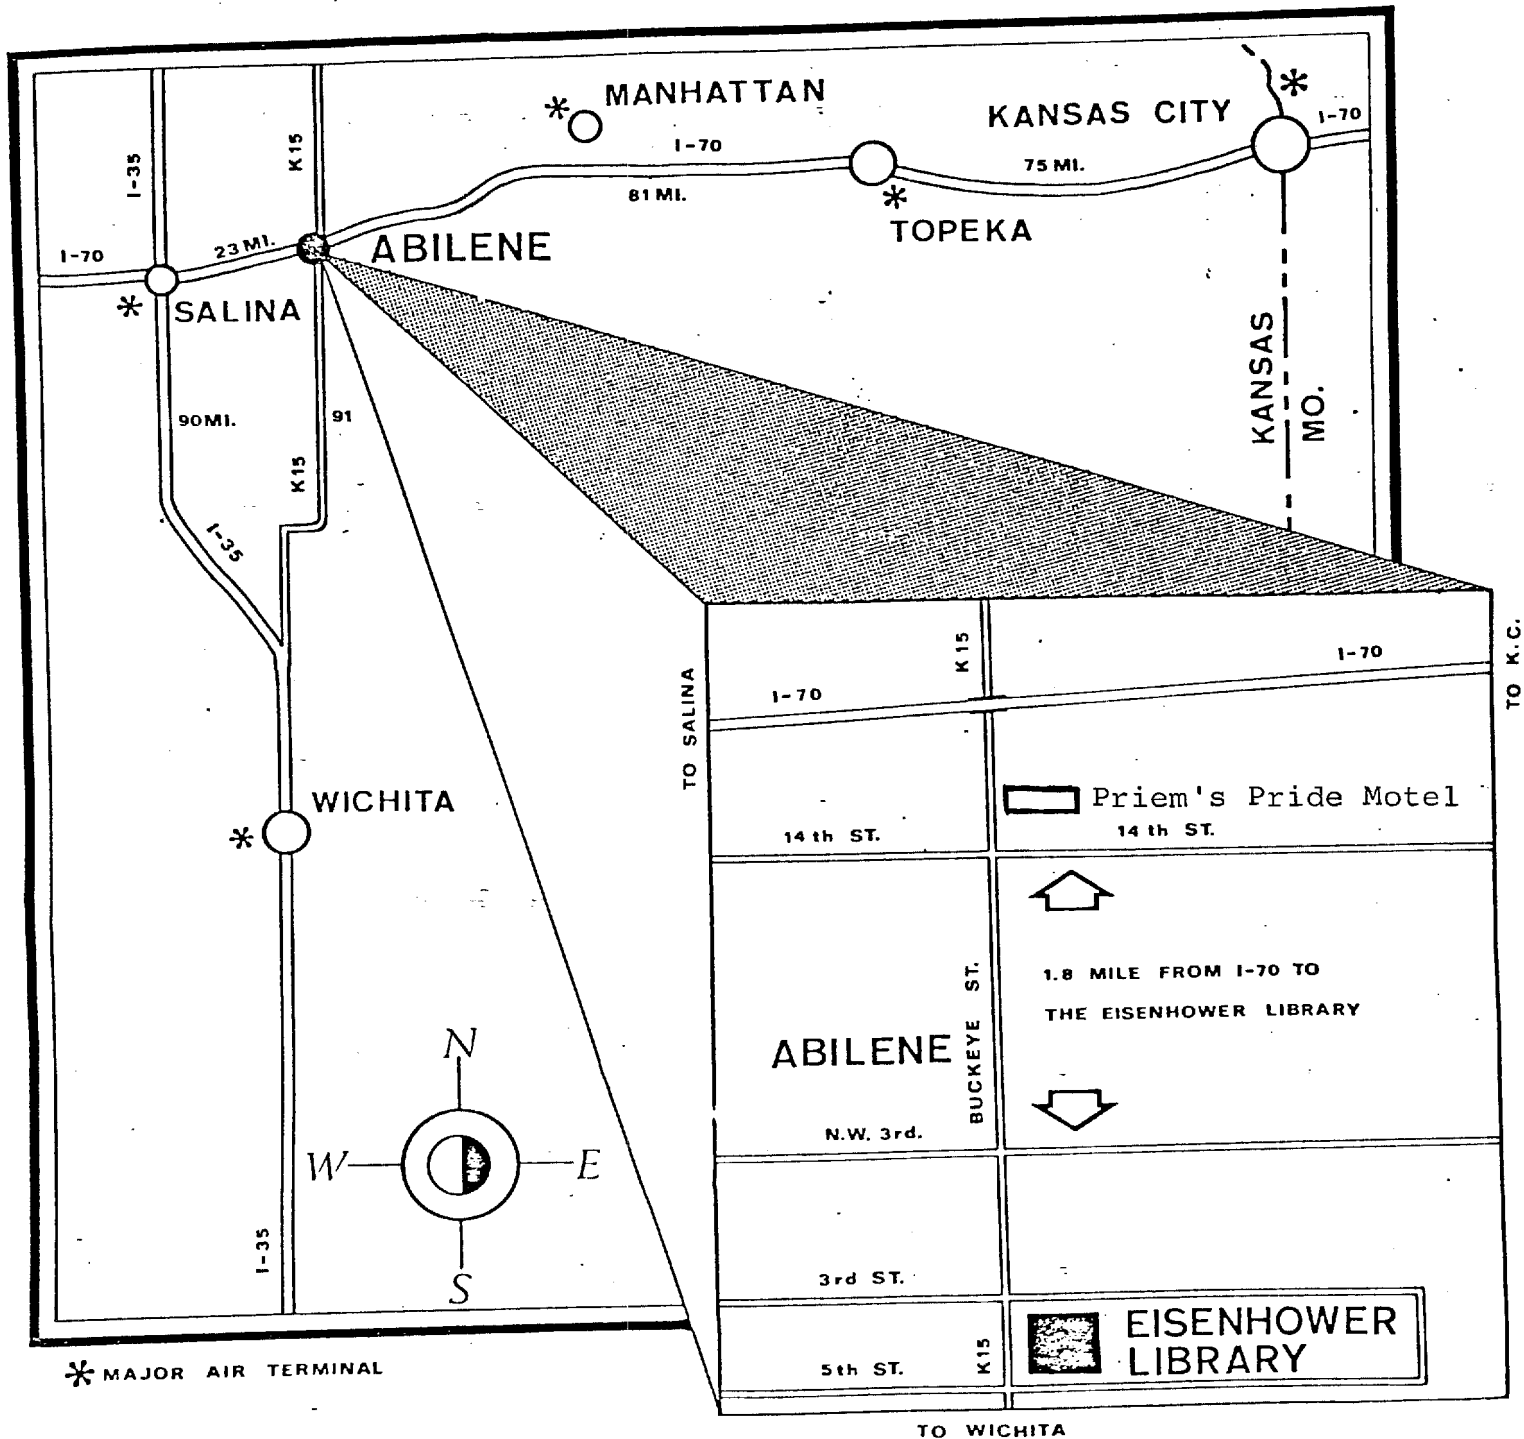 MANHATTAN
KANSAS CITY
I-70
I-35
K15
I-70
75 MI.
81 MI.
TOPEKA
I-70
23 MI.
ABILENE
SALINA
KANSAS
MO.
90 MI.
91
K15
I-35
WICHITA
I-35
N
W
E
S
* MAJOR AIR TERMINAL
TO SALINA
K15
I-70
I-70
TO K.C.
Priem's Pride Motel
14 th ST.
14 th ST.
1.8 MILE FROM I-70 TO
THE EISENHOWER LIBRARY
ABILENE
BUCKEYE ST.
N.W. 3rd.
3rd ST.
EISENHOWER
LIBRARY
5th ST.
K15
TO WICHITA